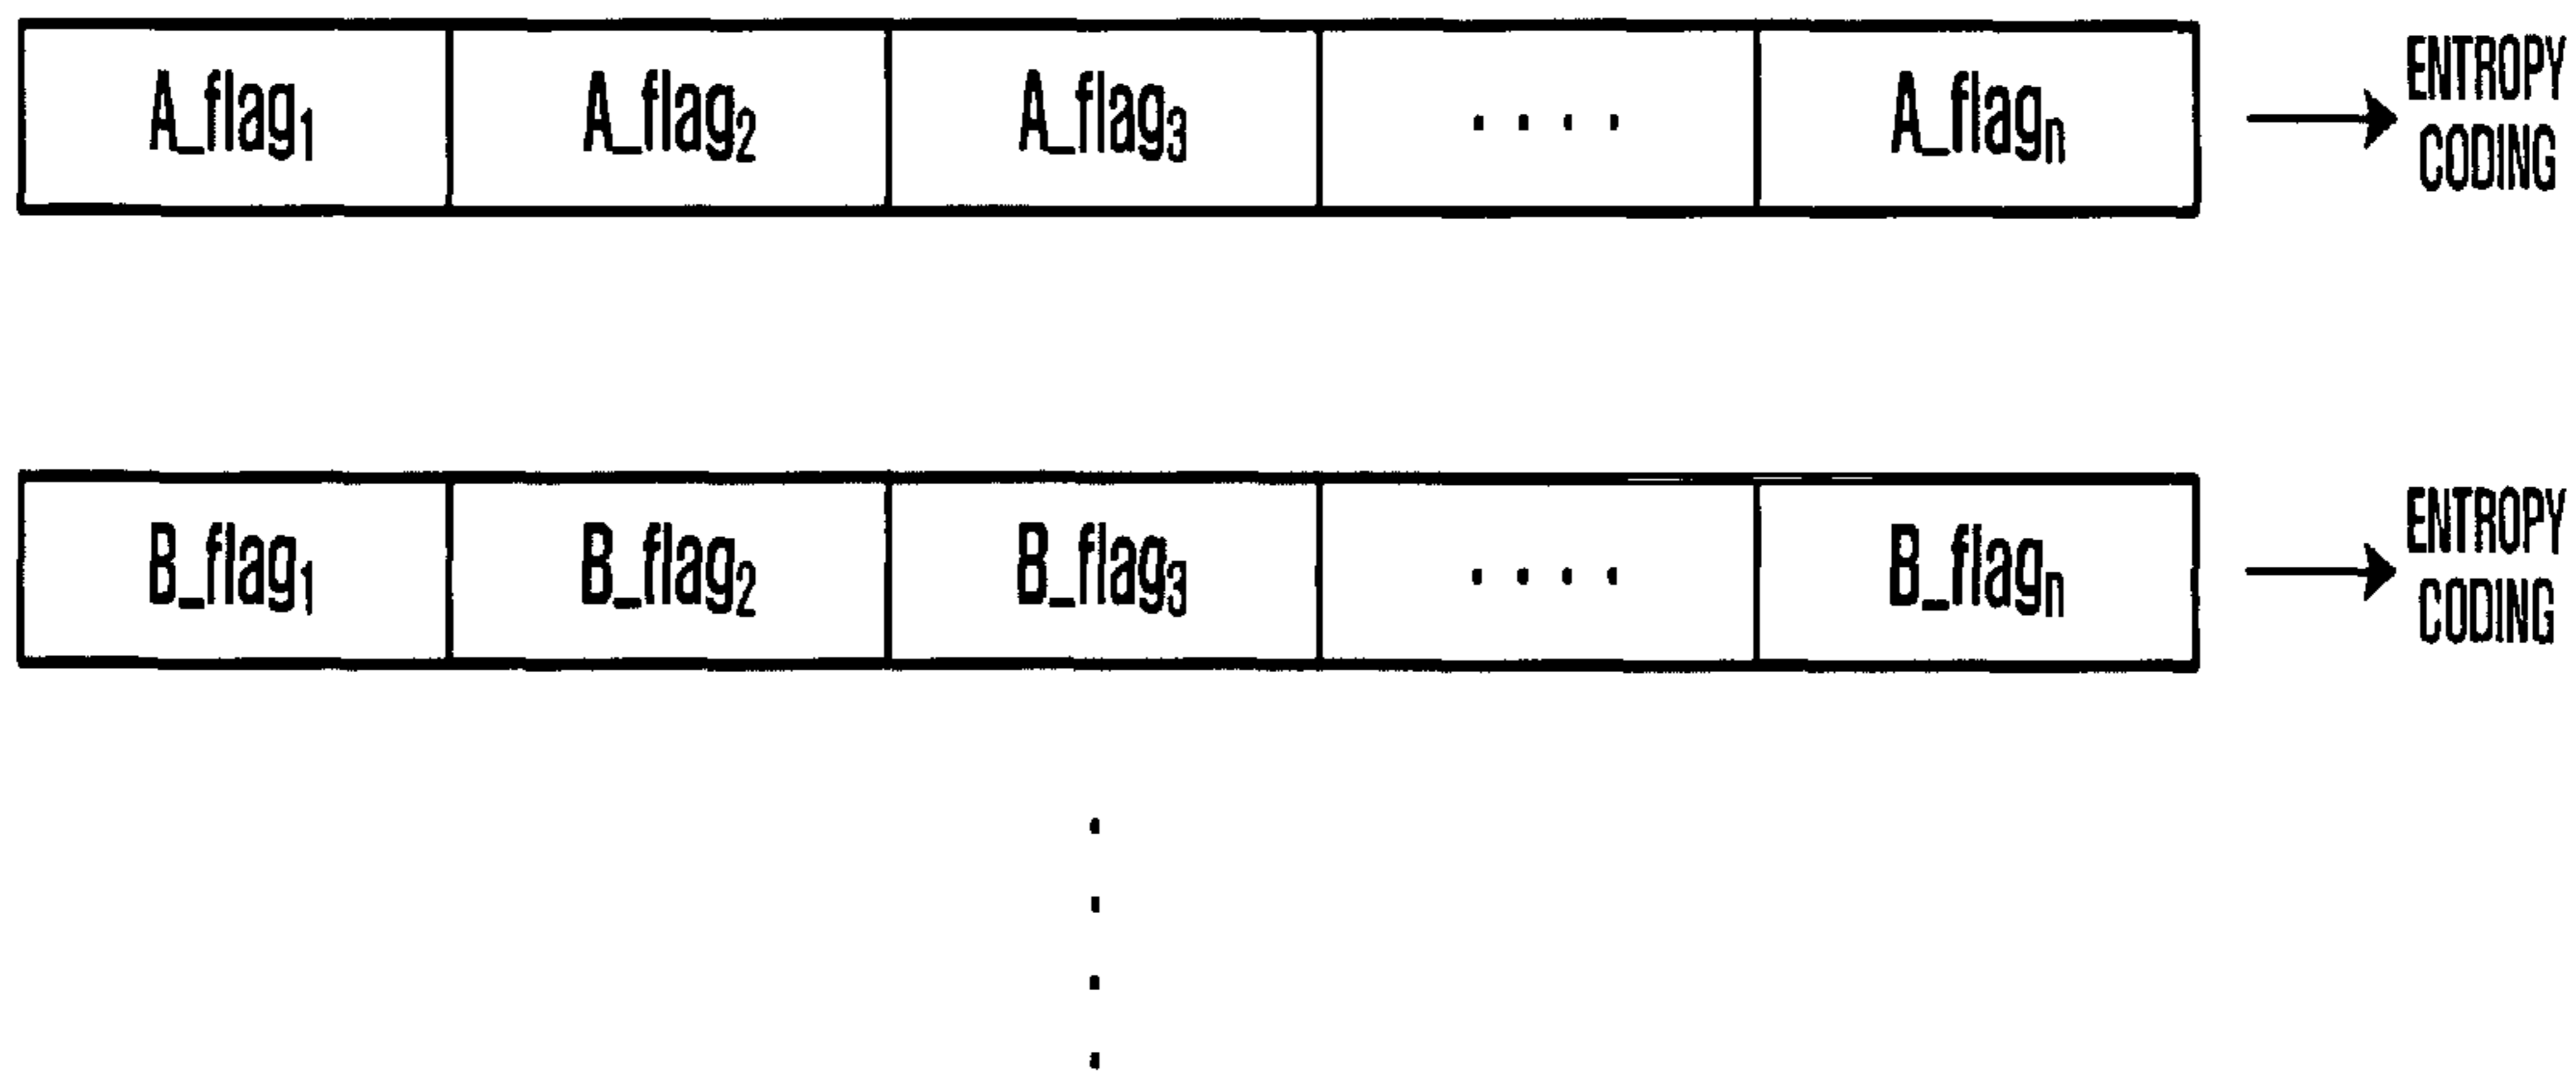 A_flag₁ A_flag₂ A_flag₃ . . . . A_flagₙ ENTROPY CODING
B_flag₁ B_flag₂ B_flag₃ . . . . B_flagₙ ENTROPY CODING